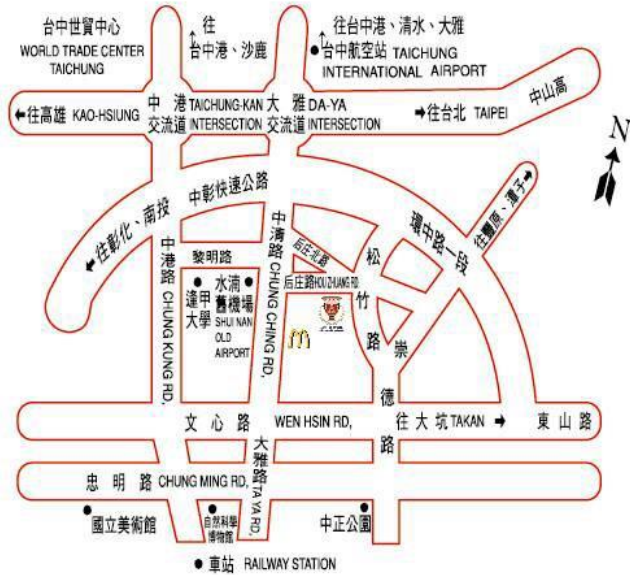 台中世貿中心
WORLD TRADE CENTER
TAICHUNG
往
台中港、沙鹿
往台中港、清水、大雅
台中航空站 TAICHUNG
INTERNATIONAL AIRPORT
中山高
往高雄 KAO-HSIUNG
中港 TAICHUNG-KAN
交流道 INTERSECTION
大雅 DA-YA
交流道 INTERSECTION
往台北 TAIPEI
N
中彰快速公路
往彰化、南投
環中路一段
往豐原、潭子
中港路 CHUNG KUNG RD,
黎明路
逢甲
大學
水湳
舊機場
SHUI NAN
OLD
AIRPORT
中清路 CHUNG CHING RD,
后庄北路
后庄路 HOU ZHUANG RD.
松竹路
崇德路
文心路 WEN HSIN RD,
往大坑 TAKAN
東山路
大雅路 TA YA RD,
忠明路 CHUNG MING RD,
國立美術館
自然科學
博物館
中正公園
車站 RAILWAY STATION